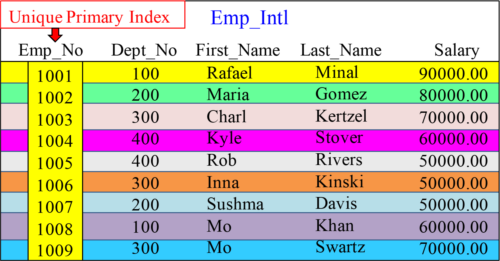 Unique Primary Index
Emp_Intl
Emp_No Dept_No First_Name Last_Name Salary
1001 100 Rafael Minal 90000.00
1002 200 Maria Gomez 80000.00
1003 300 Charl Kertzel 70000.00
1004 400 Kyle Stover 60000.00
1005 400 Rob Rivers 50000.00
1006 300 Inna Kinski 50000.00
1007 200 Sushma Davis 50000.00
1008 100 Mo Khan 60000.00
1009 300 Mo Swartz 70000.00